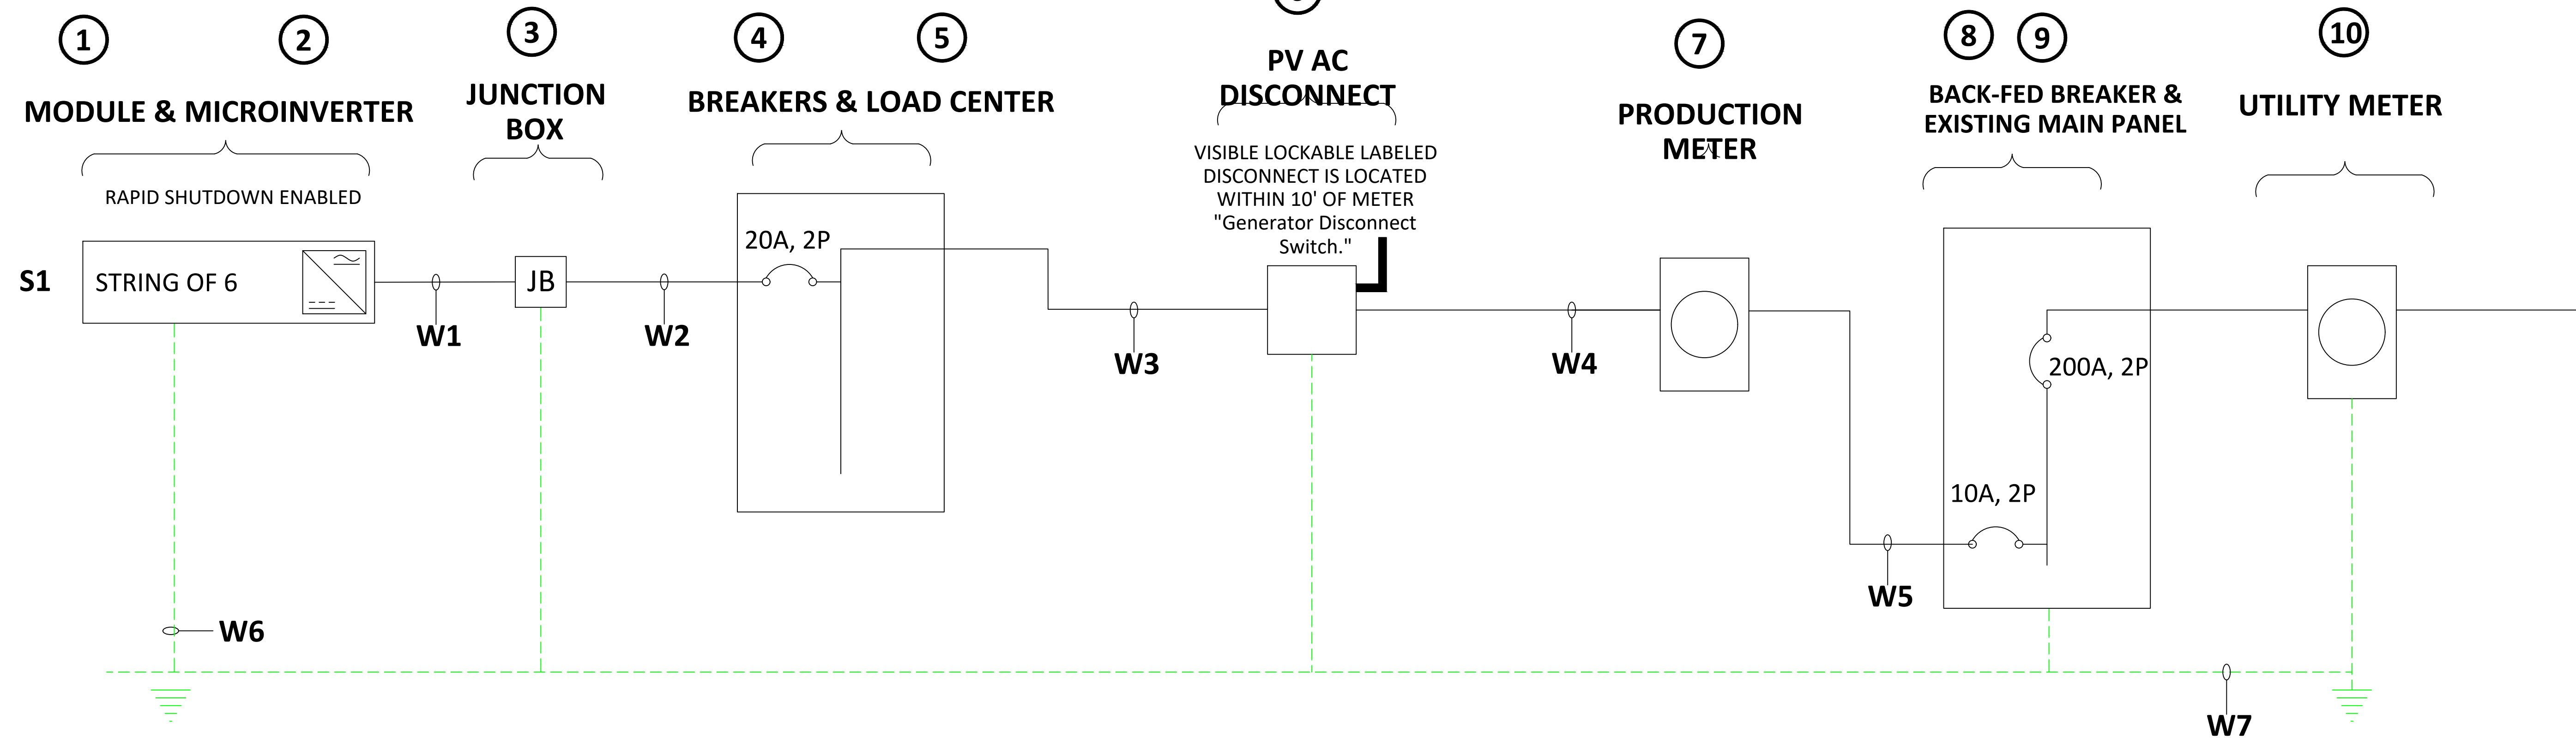 1
2
3
4
5
7
8
9
10
MODULE & MICROINVERTER
RAPID SHUTDOWN ENABLED
JUNCTION
BOX
BREAKERS & LOAD CENTER
PV AC
DISCONNECT
VISIBLE LOCKABLE LABELED
DISCONNECT IS LOCATED
WITHIN 10' OF METER
"Generator Disconnect
Switch."
PRODUCTION
METER
BACK-FED BREAKER &
EXISTING MAIN PANEL
UTILITY METER
S1
STRING OF 6
W1
JB
W2
20A, 2P
W3
W4
200A, 2P
10A, 2P
W5
W6
W7